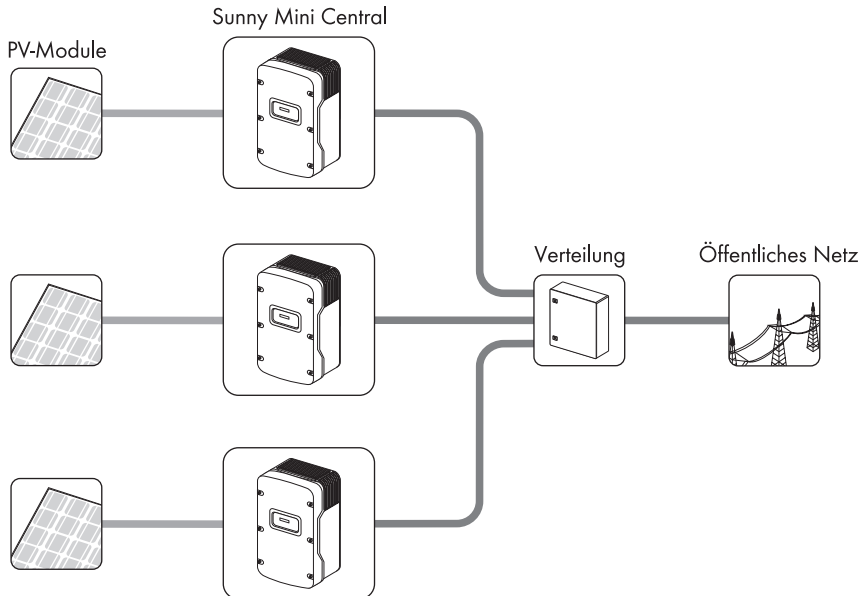 Sunny Mini Central
PV-Module
Verteilung
Öffentliches Netz